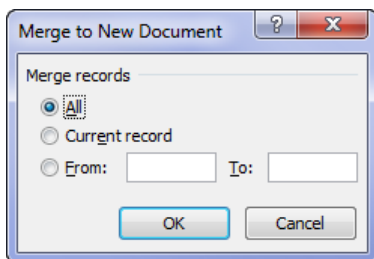 Merge to New Document
Merge records
All
Current record
From: To:
OK Cancel